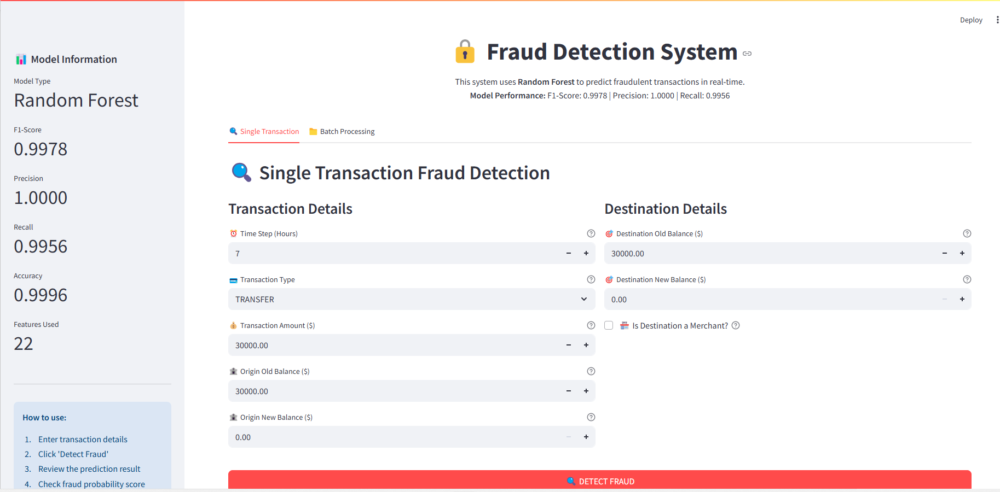 Deploy
Model Information
Model Type
Random Forest
F1-Score
0.9978
Precision
1.0000
Recall
0.9956
Accuracy
0.9996
Features Used
22
How to use:
1. Enter transaction details
2. Click 'Detect Fraud'
3. Review the prediction result
4. Check fraud probability score
Fraud Detection System
This system uses Random Forest to predict fraudulent transactions in real-time.
Model Performance: F1-Score: 0.9978 | Precision: 1.0000 | Recall: 0.9956
Single Transaction
Batch Processing
Single Transaction Fraud Detection
Transaction Details
Time Step (Hours)
7
Transaction Type
TRANSFER
Transaction Amount ($)
30000.00
Origin Old Balance ($)
30000.00
Origin New Balance ($)
0.00
Destination Details
Destination Old Balance ($)
30000.00
Destination New Balance ($)
0.00
Is Destination a Merchant?
DETECT FRAUD